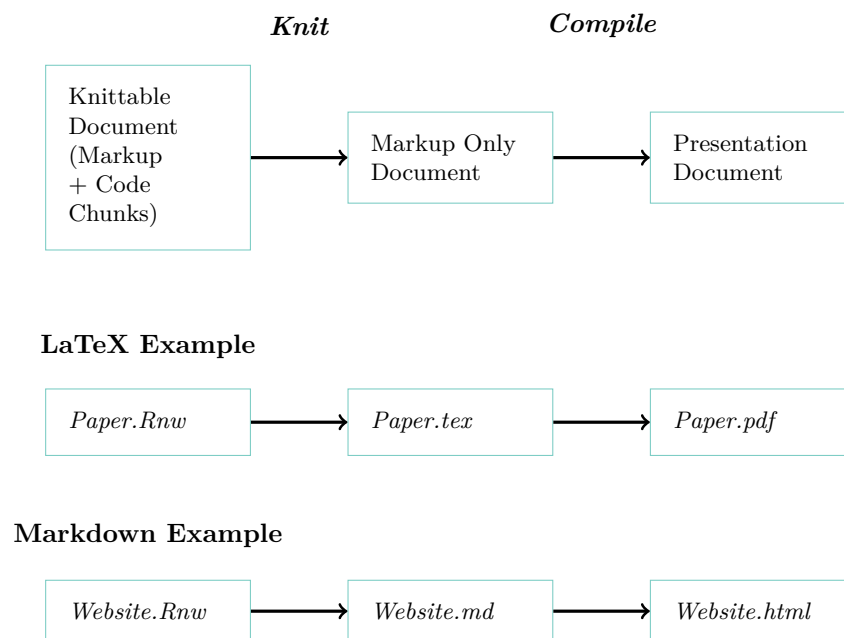 Knit
Compile
Knittable
Document
(Markup
+ Code
Chunks)
Markup Only
Document
Presentation
Document
LaTeX Example
Paper.Rnw
Paper.tex
Paper.pdf
Markdown Example
Website.Rnw
Website.md
Website.html